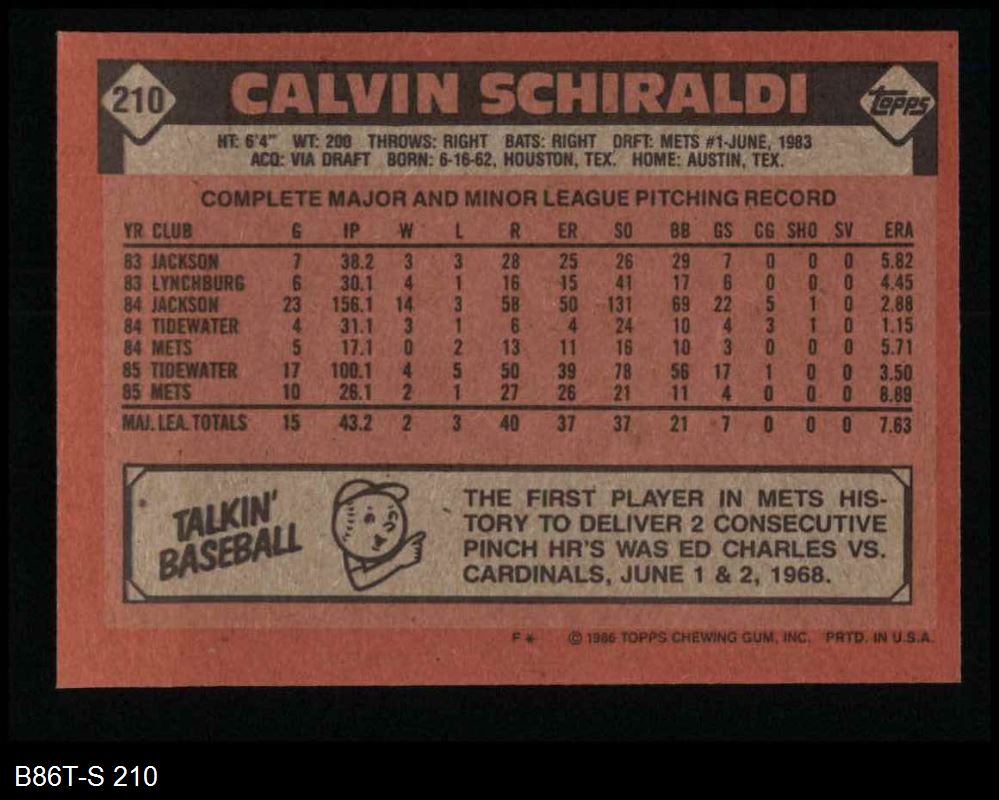 210 CALVIN SCHIRALDI topps
HT: 6'4" WT: 200 THROWS: RIGHT BATS: RIGHT DRFT: METS #1-JUNE, 1983
ACQ: VIA DRAFT BORN: 6-16-62, HOUSTON, TEX. HOME: AUSTIN, TEX.
COMPLETE MAJOR AND MINOR LEAGUE PITCHING RECORD
YR CLUB G IP W L R ER SO BB GS CG SHO SV ERA
83 JACKSON 7 38.2 3 3 28 25 26 29 7 0 0 0 5.82
83 LYNCHBURG 6 30.1 4 1 16 15 41 17 6 0 0 0 4.45
84 JACKSON 23 156.1 14 3 58 50 131 69 22 5 1 0 2.88
84 TIDEWATER 4 31.1 3 1 6 4 24 10 4 3 1 0 1.15
84 METS 5 17.1 0 2 13 11 16 10 3 0 0 0 5.71
85 TIDEWATER 17 100.1 4 5 50 39 78 56 17 1 0 0 3.50
85 METS 10 26.1 2 1 27 26 21 11 4 0 0 0 8.89
MAJ. LEA. TOTALS 15 43.2 2 3 40 37 37 21 7 0 0 0 7.63
TALKIN'
BASEBALL
THE FIRST PLAYER IN METS HIS-
TORY TO DELIVER 2 CONSECUTIVE
PINCH HR'S WAS ED CHARLES VS.
CARDINALS, JUNE 1 & 2, 1968.
F* © 1986 TOPPS CHEWING GUM, INC. PRTD. IN U.S.A.
B86T-S 210